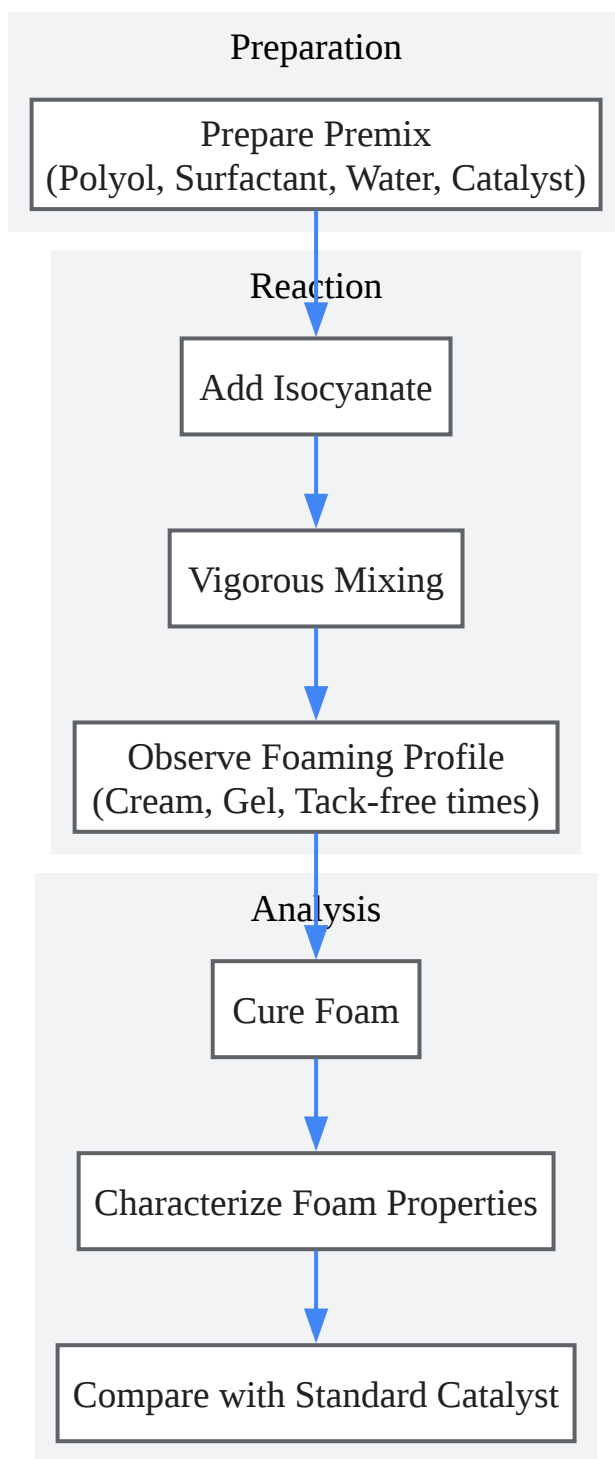 Preparation
Prepare Premix
(Polyol, Surfactant, Water, Catalyst)
Reaction
Add Isocyanate
Vigorous Mixing
Observe Foaming Profile
(Cream, Gel, Tack-free times)
Analysis
Cure Foam
Characterize Foam Properties
Compare with Standard Catalyst